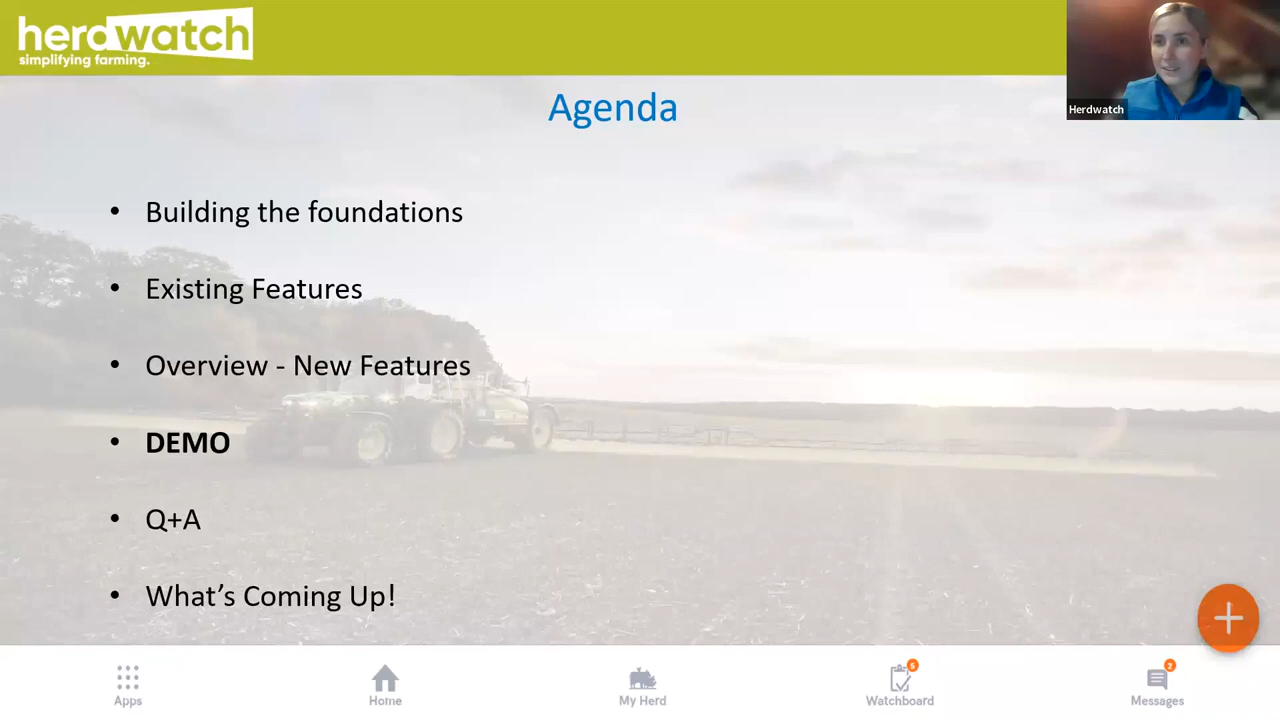 herdwatch
simplifying farming.
Herdwatch
Agenda
• Building the foundations
• Existing Features
• Overview - New Features
• DEMO
• Q+A
• What's Coming Up!
Apps
Home
My Herd
5
Watchboard
2
Messages